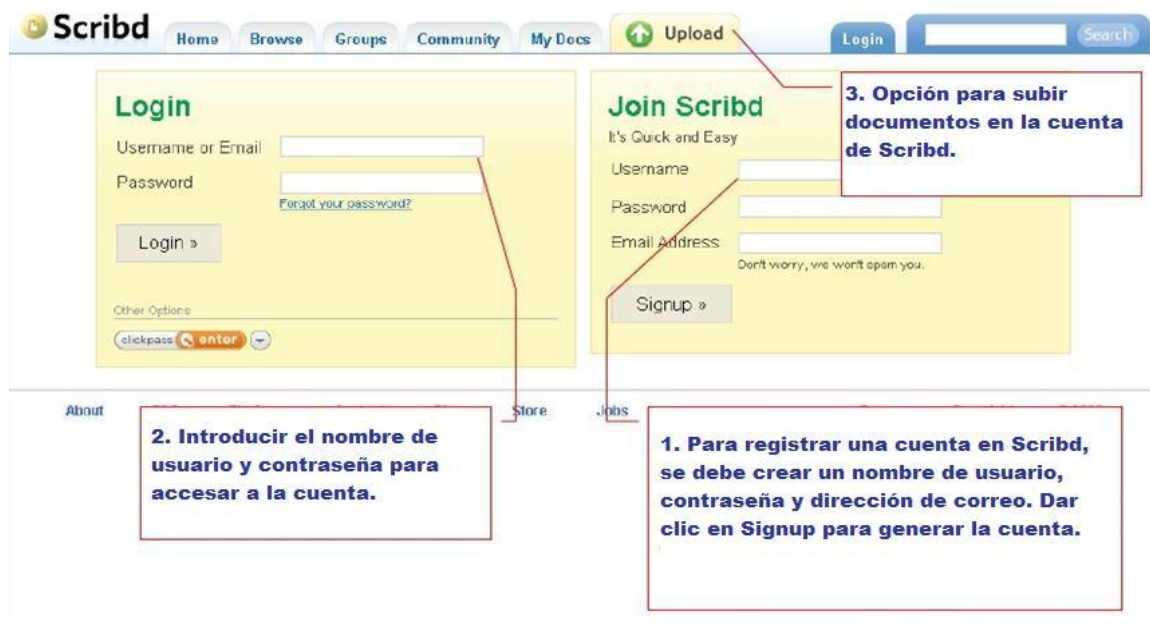 Scribd
Home Browse Groups Community My Docs Upload Login Search
Login
Username or Email
Password
Forgot your password?
Login »
Other Options
clickpass enter
Join Scribd
It's Quick and Easy
Username
Password
Email Address
Don't worry, we won't spam you.
Signup »
3. Opción para subir
documentos en la cuenta
de Scribd.
About
Store
Jobs
2. Introducir el nombre de
usuario y contraseña para
accesar a la cuenta.
1. Para registrar una cuenta en Scribd,
se debe crear un nombre de usuario,
contraseña y dirección de correo. Dar
clic en Signup para generar la cuenta.